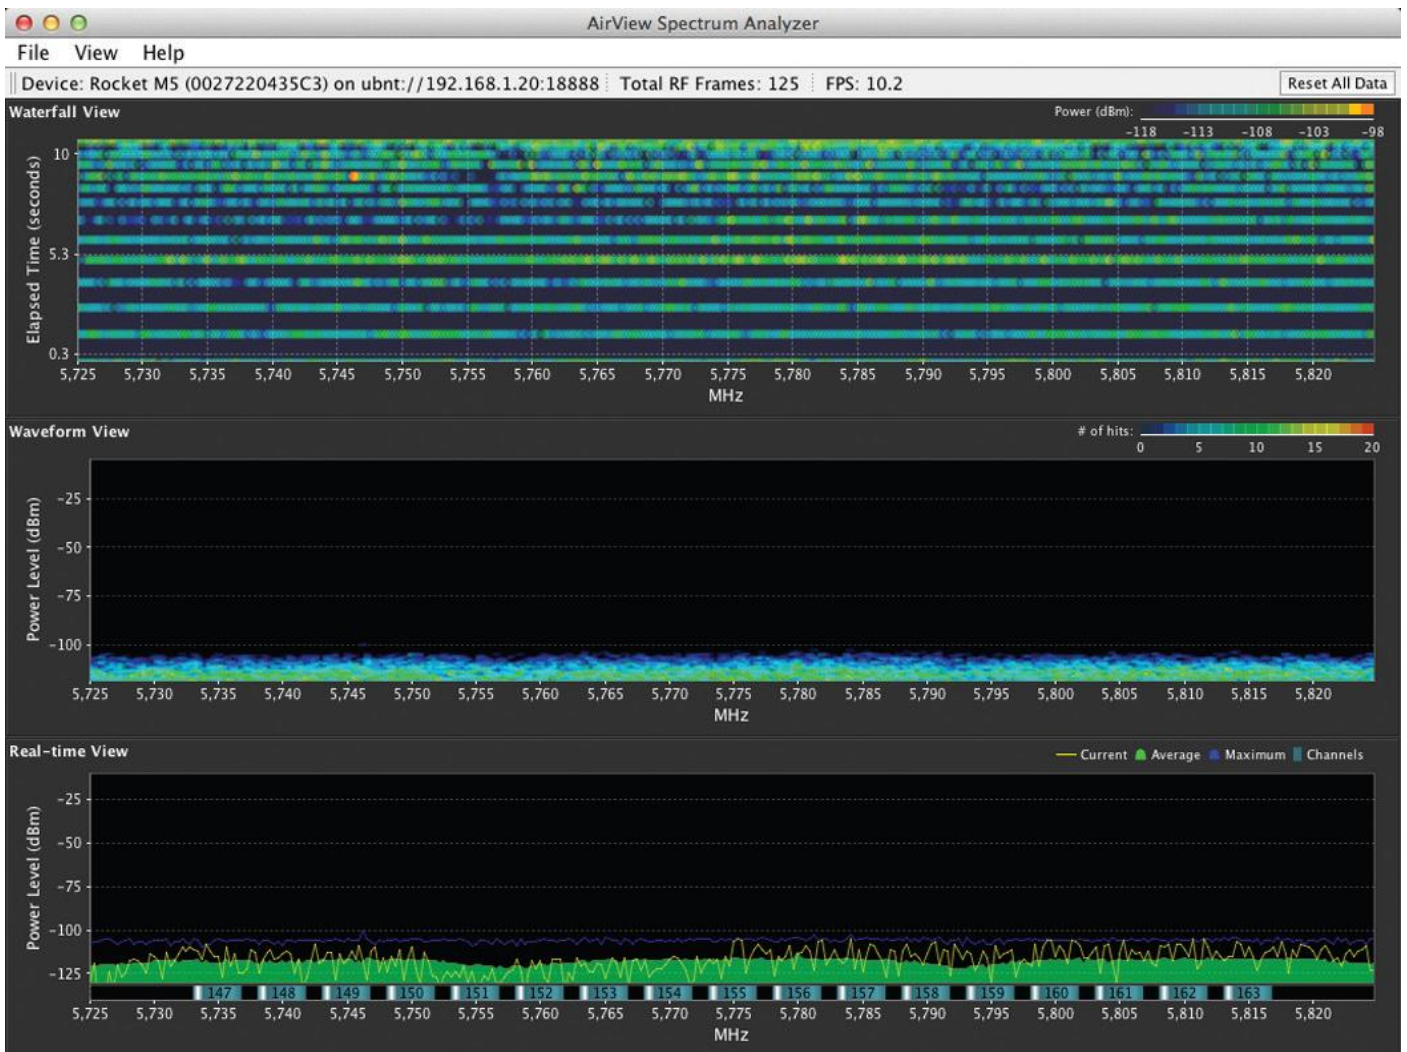 AirView Spectrum Analyzer
File View Help
Device: Rocket M5 (0027220435C3) on ubnt://192.168.1.20:18888 Total RF Frames: 125 FPS: 10.2 Reset All Data
Waterfall View
Power (dBm):
-118 -113 -108 -103 -98
Elapsed Time (seconds)
10
5.3
0.3
5,725 5,730 5,735 5,740 5,745 5,750 5,755 5,760 5,765 5,770 5,775 5,780 5,785 5,790 5,795 5,800 5,805 5,810 5,815 5,820
MHz
Waveform View
# of hits:
0 5 10 15 20
Power Level (dBm)
-25
-50
-75
-100
5,725 5,730 5,735 5,740 5,745 5,750 5,755 5,760 5,765 5,770 5,775 5,780 5,785 5,790 5,795 5,800 5,805 5,810 5,815 5,820
MHz
Real-time View
Current Average Maximum Channels
Power Level (dBm)
-25
-50
-75
-100
-125
147 148 149 150 151 152 153 154 155 156 157 158 159 160 161 162 163
5,725 5,730 5,735 5,740 5,745 5,750 5,755 5,760 5,765 5,770 5,775 5,780 5,785 5,790 5,795 5,800 5,805 5,810 5,815 5,820
MHz